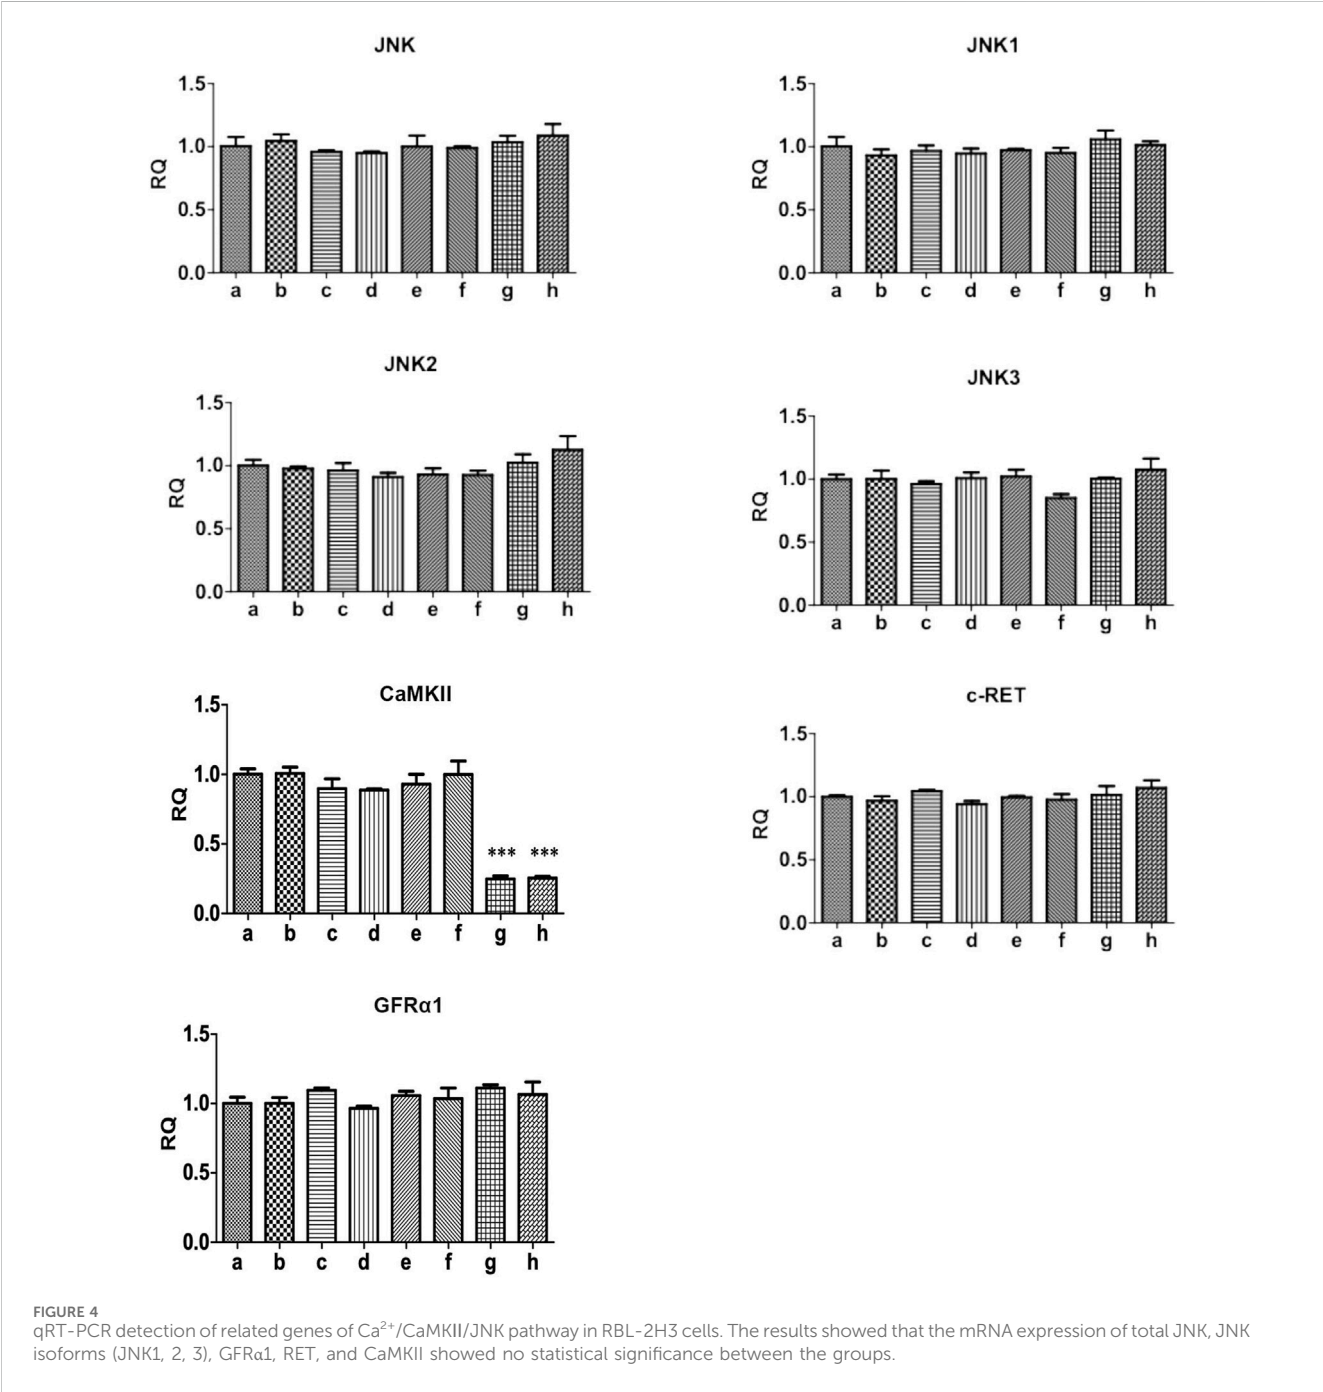 JNK
1.5
1.0
0.5
0.0
RQ
a b c d e f g h
JNK1
1.5
1.0
0.5
0.0
RQ
a b c d e f g h
JNK2
1.5
1.0
0.5
0.0
RQ
a b c d e f g h
JNK3
1.5
1.0
0.5
0.0
RQ
a b c d e f g h
CaMKII
1.5
1.0
0.5
0.0
RQ
*** ***
a b c d e f g h
c-RET
1.5
1.0
0.5
0.0
RQ
a b c d e f g h
GFRα1
1.5
1.0
0.5
0.0
RQ
a b c d e f g h
FIGURE 4
qRT-PCR detection of related genes of Ca²⁺/CaMKII/JNK pathway in RBL-2H3 cells. The results showed that the mRNA expression of total JNK, JNK
isoforms (JNK1, 2, 3), GFRα1, RET, and CaMKII showed no statistical significance between the groups.